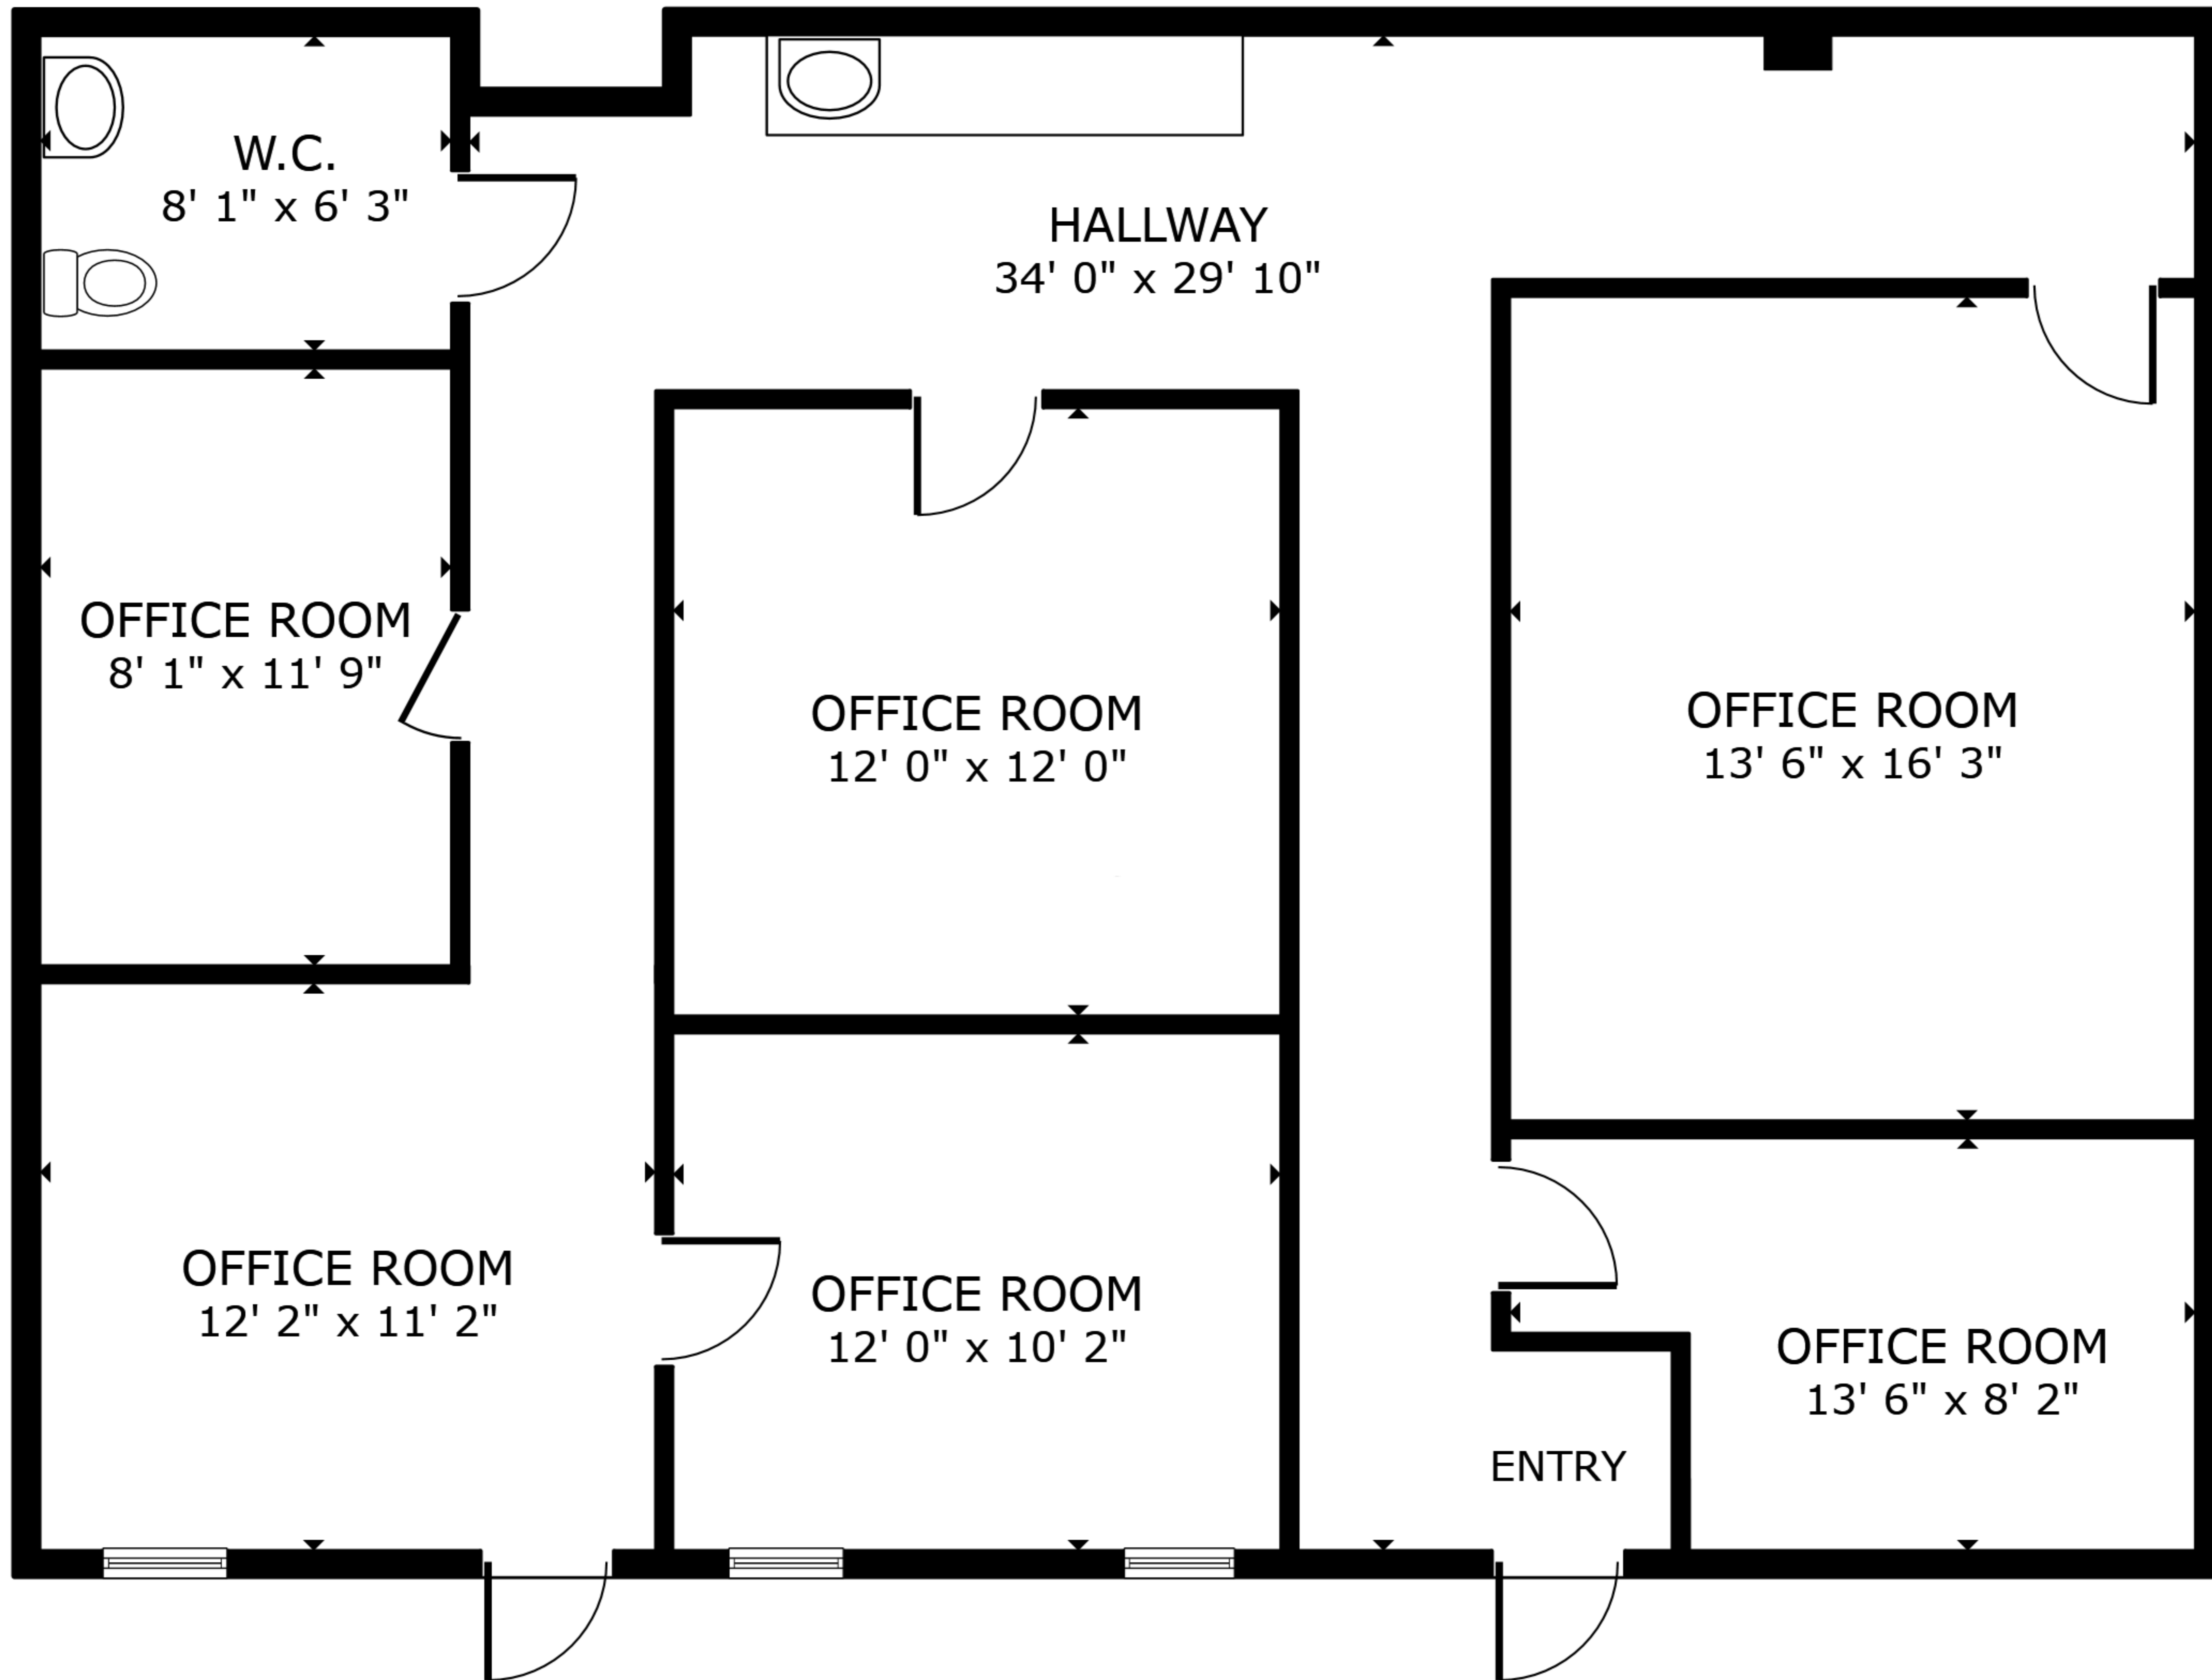 W.C.
8' 1" x 6' 3"
HALLWAY
34' 0" x 29' 10"
OFFICE ROOM
8' 1" x 11' 9"
OFFICE ROOM
12' 0" x 12' 0"
OFFICE ROOM
13' 6" x 16' 3"
OFFICE ROOM
12' 2" x 11' 2"
OFFICE ROOM
12' 0" x 10' 2"
OFFICE ROOM
13' 6" x 8' 2"
ENTRY